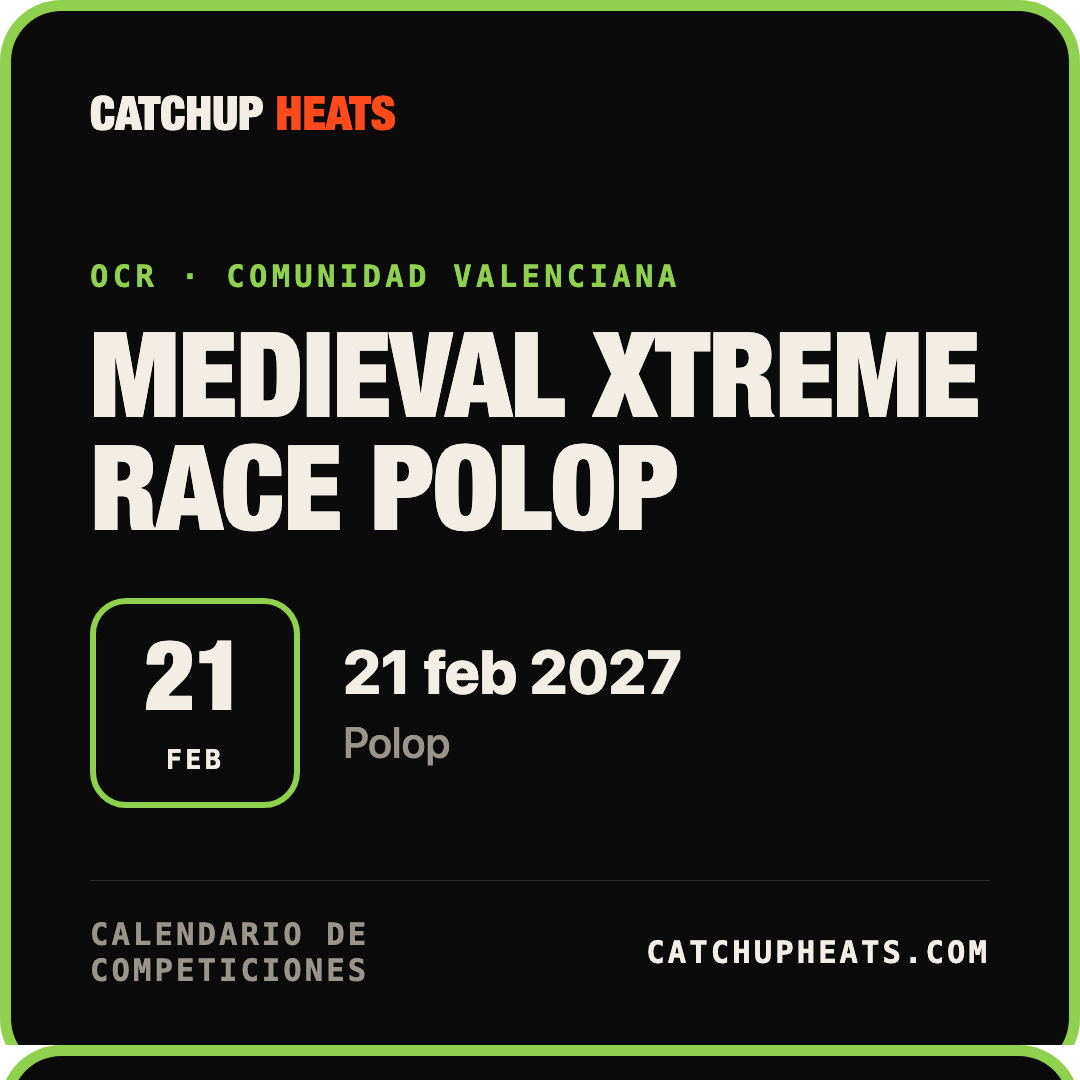 CATCHUP HEATS
OCR · COMUNIDAD VALENCIANA
MEDIEVAL XTREME
RACE POLOP
21
FEB
21 feb 2027
Polop
CALENDARIO DE
COMPETICIONES
CATCHUPHEATS.COM